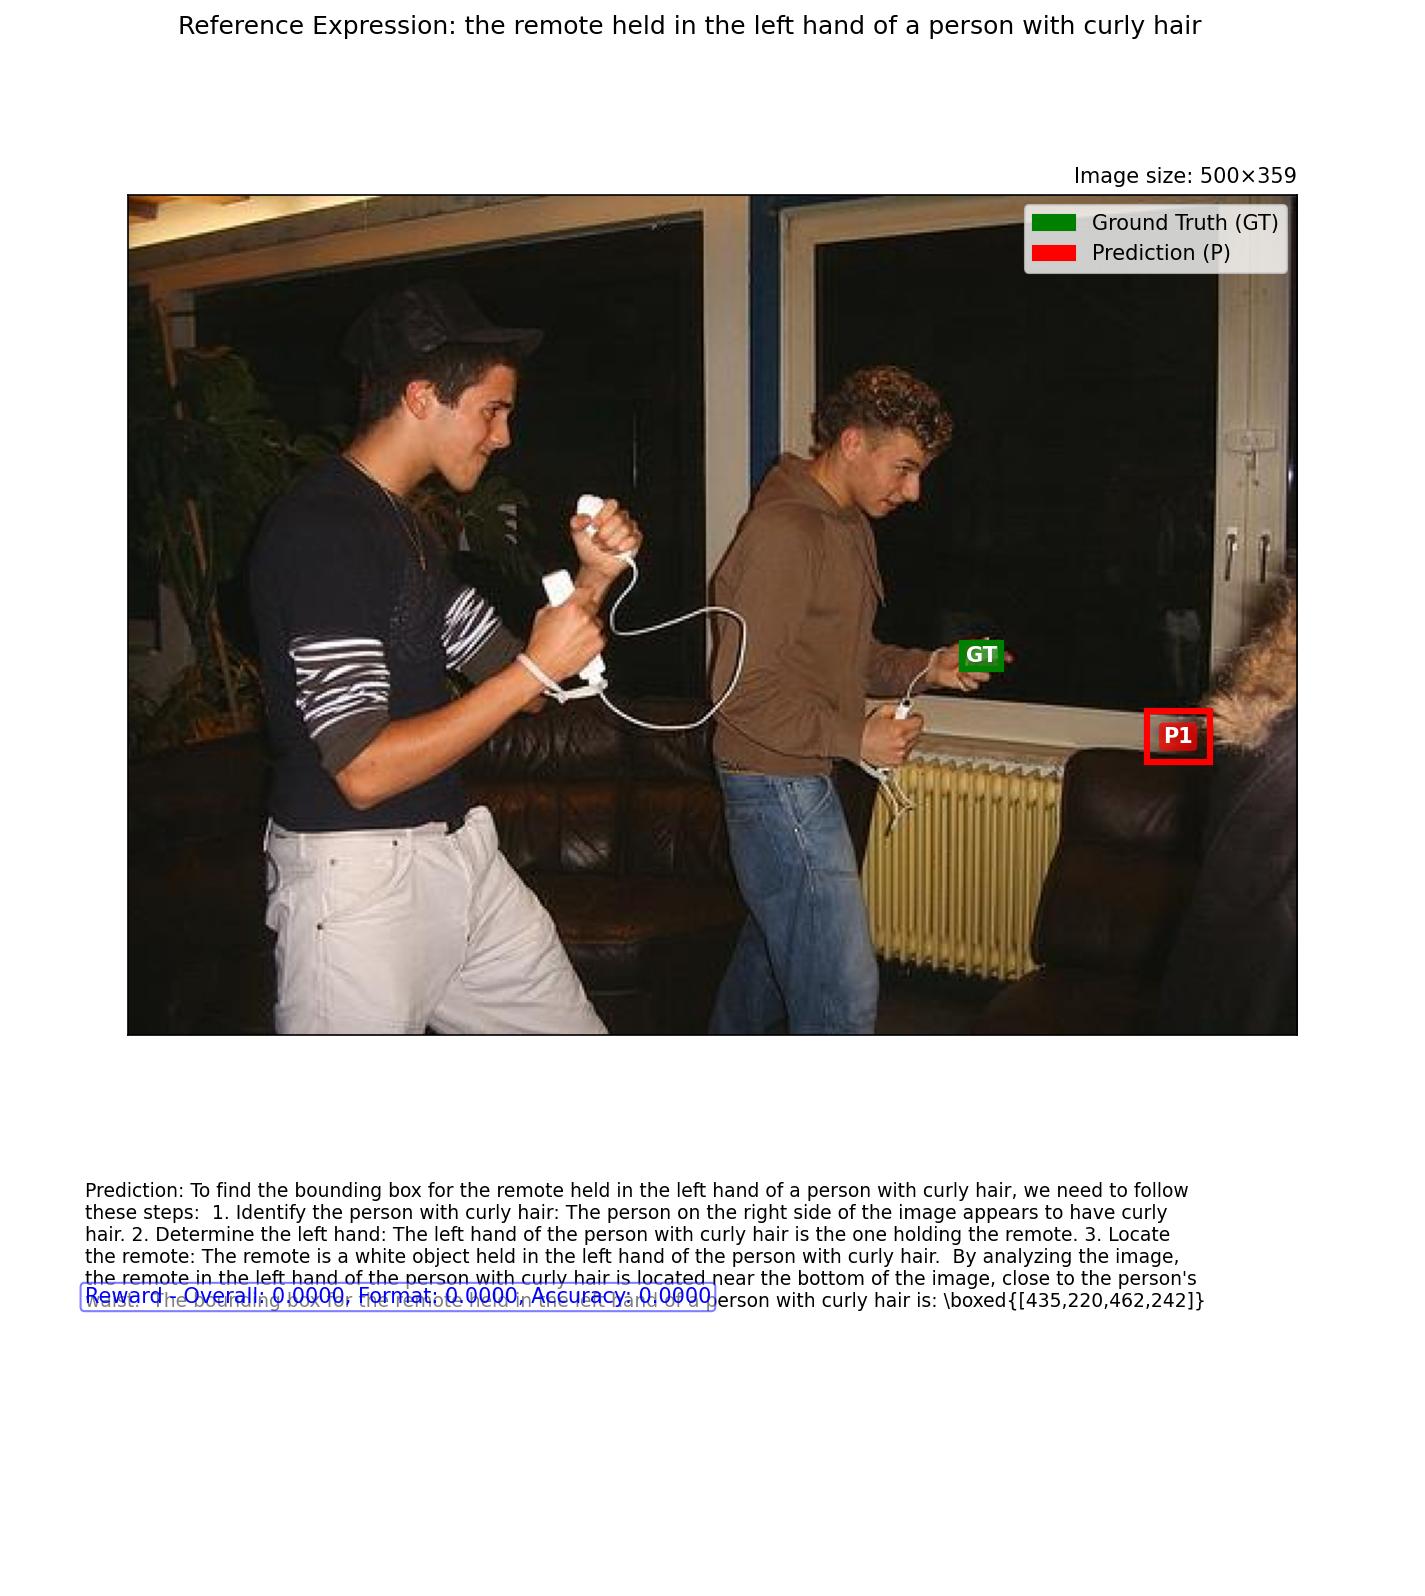 Reference Expression: the remote held in the left hand of a person with curly hair
Image size: 500×359
Ground Truth (GT)
Prediction (P)
GT
P1
Prediction: To find the bounding box for the remote held in the left hand of a person with curly hair, we need to follow
these steps:  1. Identify the person with curly hair: The person on the right side of the image appears to have curly
hair. 2. Determine the left hand: The left hand of the person with curly hair is the one holding the remote. 3. Locate
the remote: The remote is a white object held in the left hand of the person with curly hair.  By analyzing the image,
the remote in the left hand of the person with curly hair is located near the bottom of the image, close to the person's
waist.  The bounding box for the remote held in the left hand of a person with curly hair is: \boxed{[435,220,462,242]}
Reward - Overall: 0.0000, Format: 0.0000, Accuracy: 0.0000